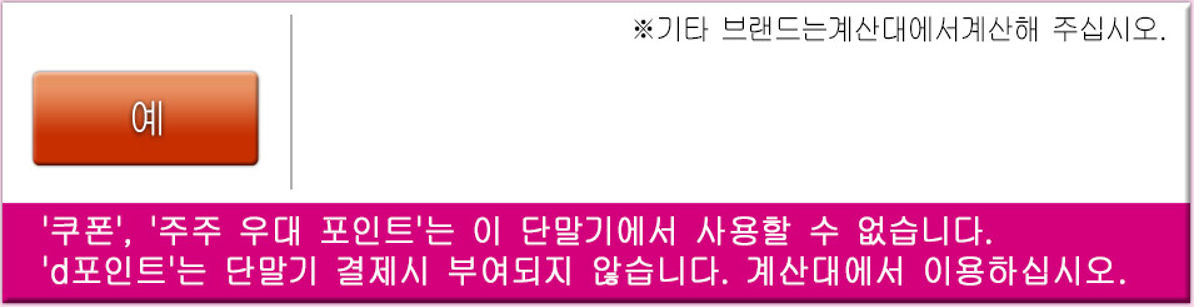 ※기타 브랜드는계산대에서계산해 주십시오.
예
'쿠폰', '주주 우대 포인트'는 이 단말기에서 사용할 수 없습니다.
'd포인트'는 단말기 결제시 부여되지 않습니다. 계산대에서 이용하십시오.